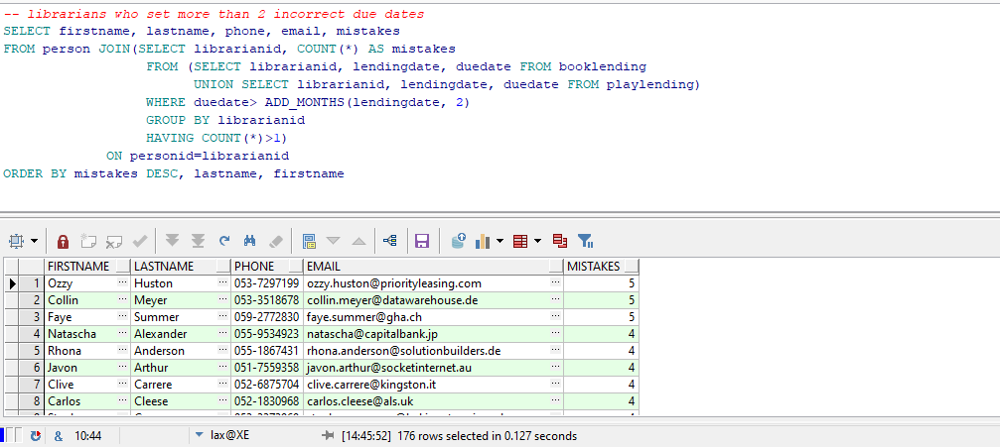 -- librarians who set more than 2 incorrect due dates
SELECT firstname, lastname, phone, email, mistakes
FROM person JOIN(SELECT librarianid, COUNT(*) AS mistakes
FROM (SELECT librarianid, lendingdate, duedate FROM booklending
UNION SELECT librarianid, lendingdate, duedate FROM playlending)
WHERE duedate> ADD_MONTHS(lendingdate, 2)
GROUP BY librarianid
HAVING COUNT(*)>1)
ON personid=librarianid
ORDER BY mistakes DESC, lastname, firstname
FIRSTNAME LASTNAME PHONE EMAIL MISTAKES
1 Ozzy Huston 053-7297199 ozzy.huston@priorityleasing.com 5
2 Collin Meyer 053-3518678 collin.meyer@datawarehouse.de 5
3 Faye Summer 059-2772830 faye.summer@gha.ch 5
4 Natascha Alexander 055-9534923 natascha@capitalbank.jp 4
5 Rhona Anderson 055-1867431 rhona.anderson@solutionbuilders.de 4
6 Javon Arthur 051-7559358 javon.arthur@socketinternet.au 4
7 Clive Carrere 052-6875704 clive.carrere@kingston.it 4
8 Carlos Cleese 052-1830968 carlos.cleese@als.uk 4
& 10:44 lax@XE [14:45:52] 176 rows selected in 0.127 seconds